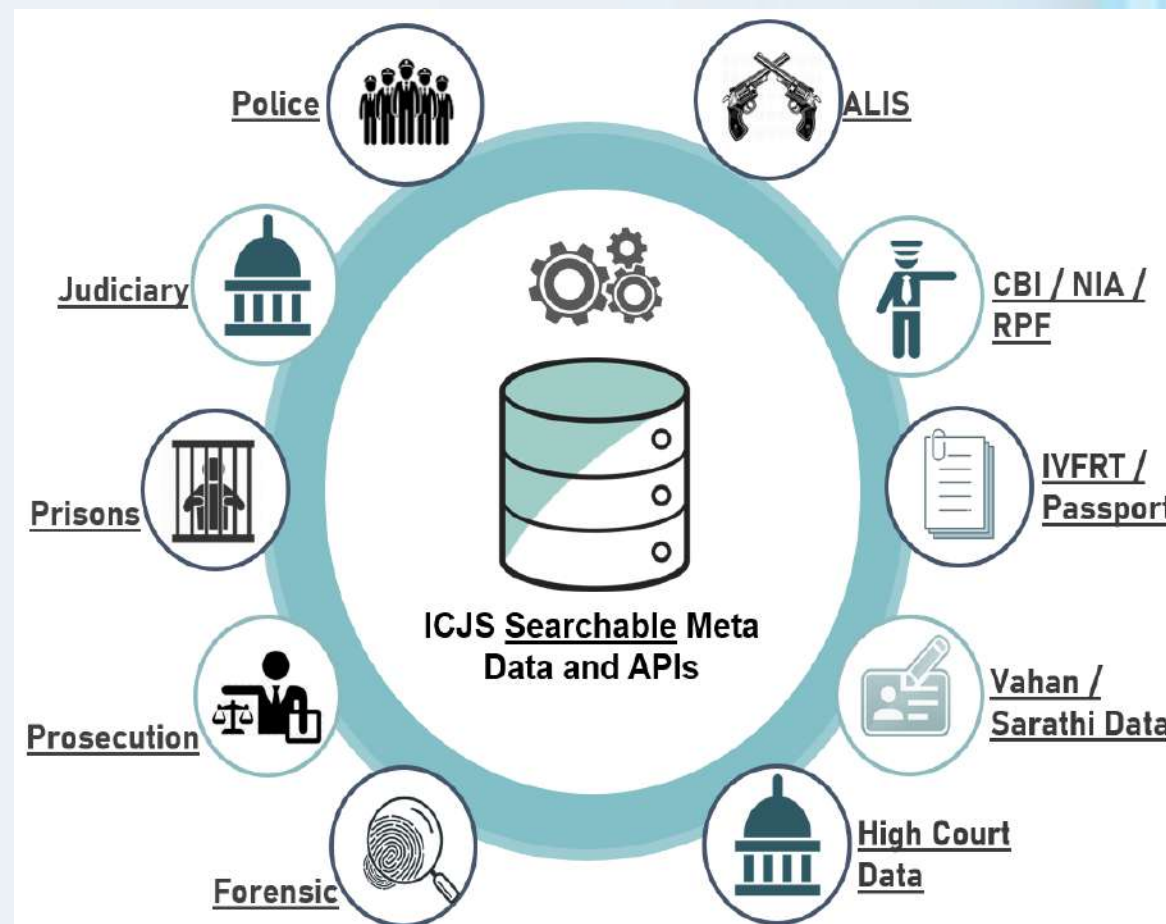 Police
ALIS
Judiciary
CBI / NIA /
RPF
Prisons
IVFRT /
Passport
ICJS Searchable Meta
Data and APIs
Prosecution
Vahan /
Sarathi Data
Forensic
High Court
Data